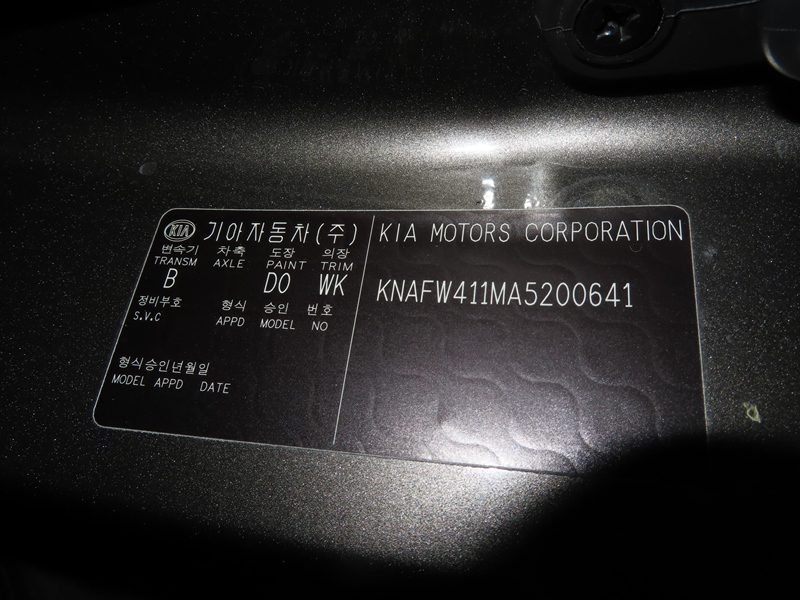 KIA 기아자동차(주)
변속기 차축 도장 의장
TRANSM AXLE PAINT TRIM
B D0 WK
정비부호 형식 승인 번호
S.V.C APPD MODEL NO
형식승인년월일
MODEL APPD DATE
KIA MOTORS CORPORATION
KNAFW411MA5200641